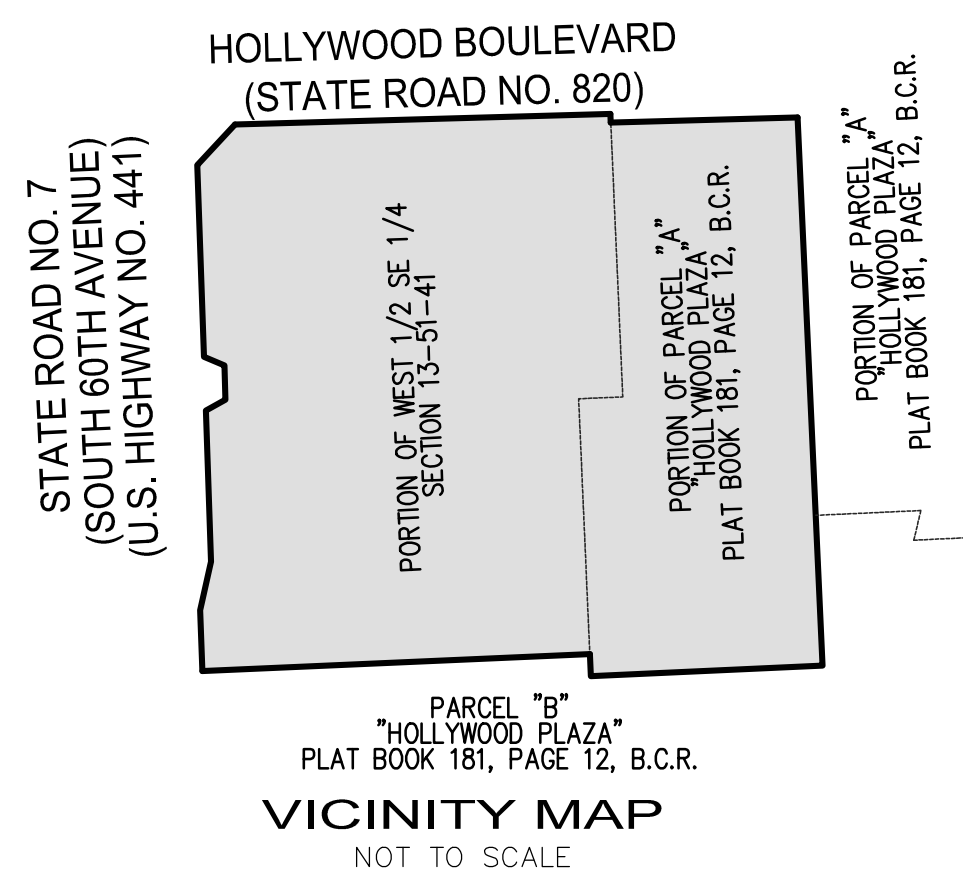 HOLLYWOOD BOULEVARD
(STATE ROAD NO. 820)
STATE ROAD NO. 7
(SOUTH 60TH AVENUE)
(U.S. HIGHWAY NO. 441)
PORTION OF WEST 1/2 SE 1/4
SECTION 13-51-41
PORTION OF PARCEL "A"
"HOLLYWOOD PLAZA"
PLAT BOOK 181, PAGE 12, B.C.R.
PORTION OF PARCEL "A"
"HOLLYWOOD PLAZA"
PLAT BOOK 181, PAGE 12, B.C.R.
PARCEL "B"
"HOLLYWOOD PLAZA"
PLAT BOOK 181, PAGE 12, B.C.R.
VICINITY MAP
NOT TO SCALE